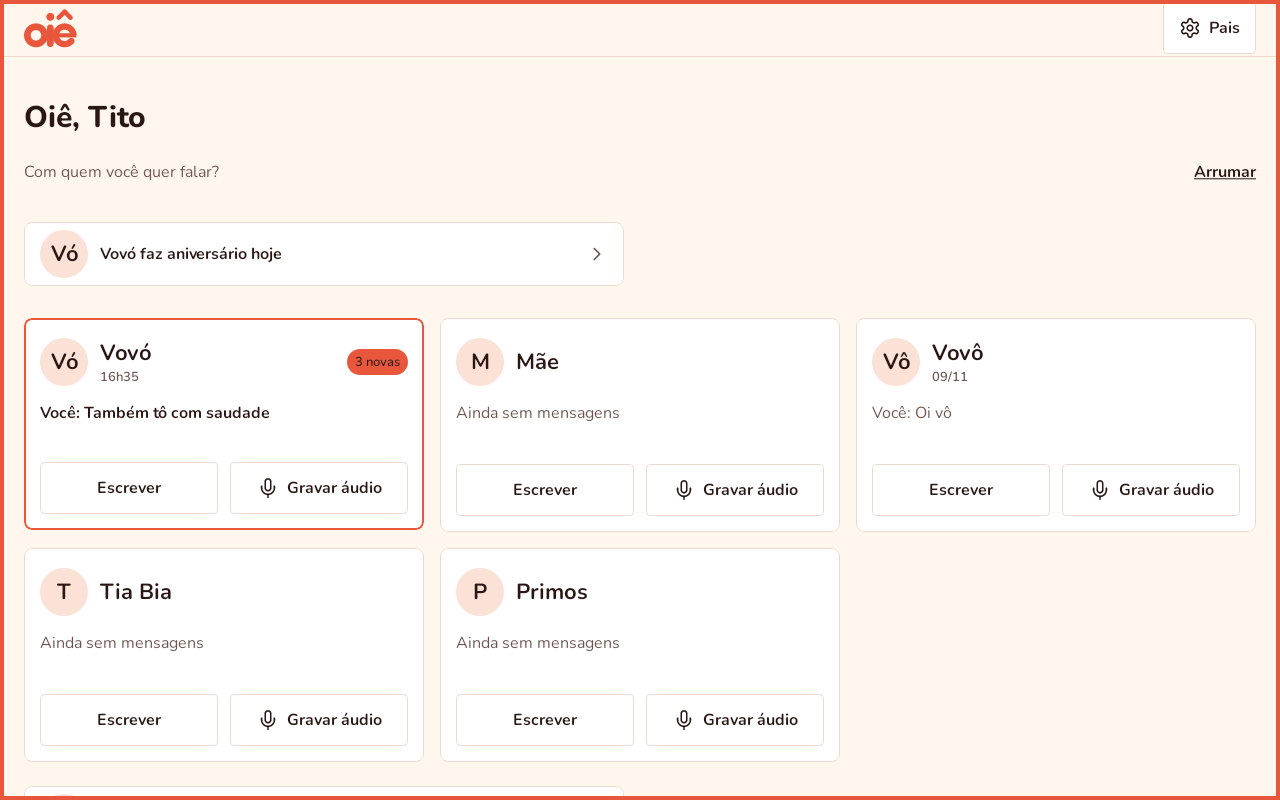 oiê
Pais
Oiê, Tito
Com quem você quer falar?
Arrumar
Vó
Vovó faz aniversário hoje
Vó
Vovó
16h35
3 novas
Você: Também tô com saudade
Escrever
Gravar áudio
M
Mãe
Ainda sem mensagens
Escrever
Gravar áudio
Vô
Vovô
09/11
Você: Oi vô
Escrever
Gravar áudio
T
Tia Bia
Ainda sem mensagens
Escrever
Gravar áudio
P
Primos
Ainda sem mensagens
Escrever
Gravar áudio